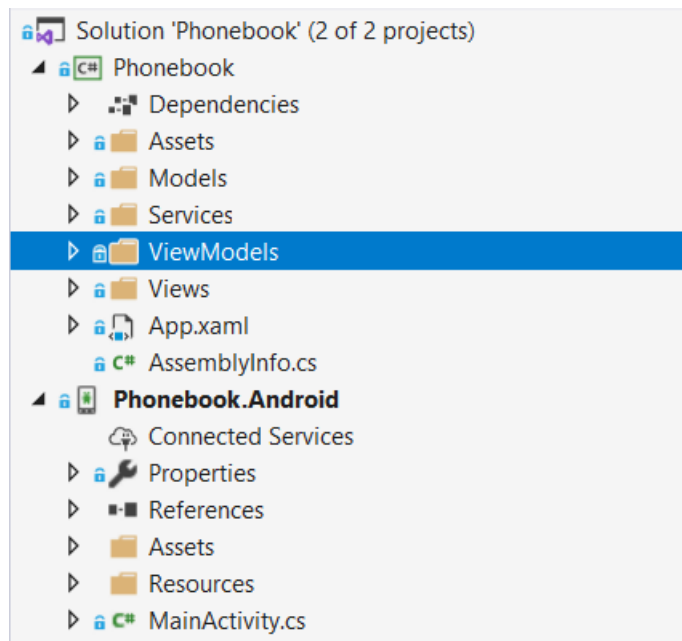 Solution 'Phonebook' (2 of 2 projects)
C# Phonebook
Dependencies
Assets
Models
Services
ViewModels
Views
App.xaml
C# AssemblyInfo.cs
Phonebook.Android
Connected Services
Properties
References
Assets
Resources
C# MainActivity.cs